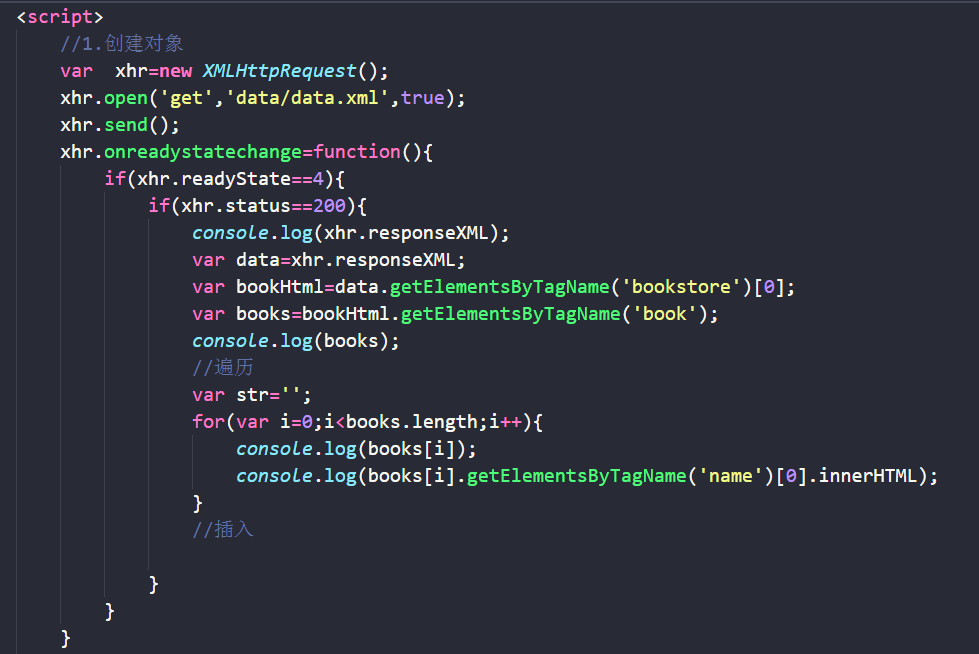 <script>
//1.创建对象
var  xhr=new XMLHttpRequest();
xhr.open('get','data/data.xml',true);
xhr.send();
xhr.onreadystatechange=function(){
if(xhr.readyState==4){
if(xhr.status==200){
console.log(xhr.responseXML);
var data=xhr.responseXML;
var bookHtml=data.getElementsByTagName('bookstore')[0];
var books=bookHtml.getElementsByTagName('book');
console.log(books);
//遍历
var str='';
for(var i=0;i<books.length;i++){
console.log(books[i]);
console.log(books[i].getElementsByTagName('name')[0].innerHTML);
}
//插入
}
}
}